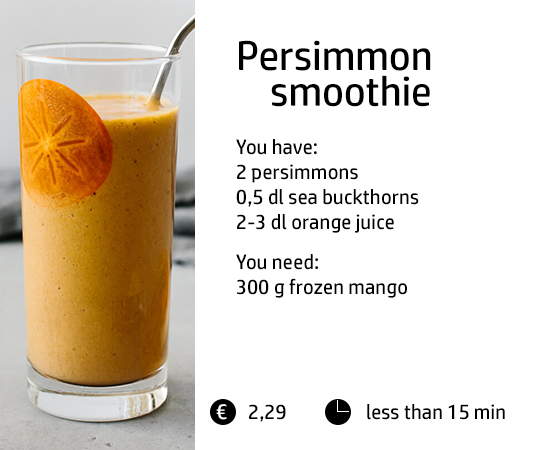 Persimmon
smoothie
You have:
2 persimmons
0,5 dl sea buckthorns
2-3 dl orange juice
You need:
300 g frozen mango
€ 2,29
less than 15 min